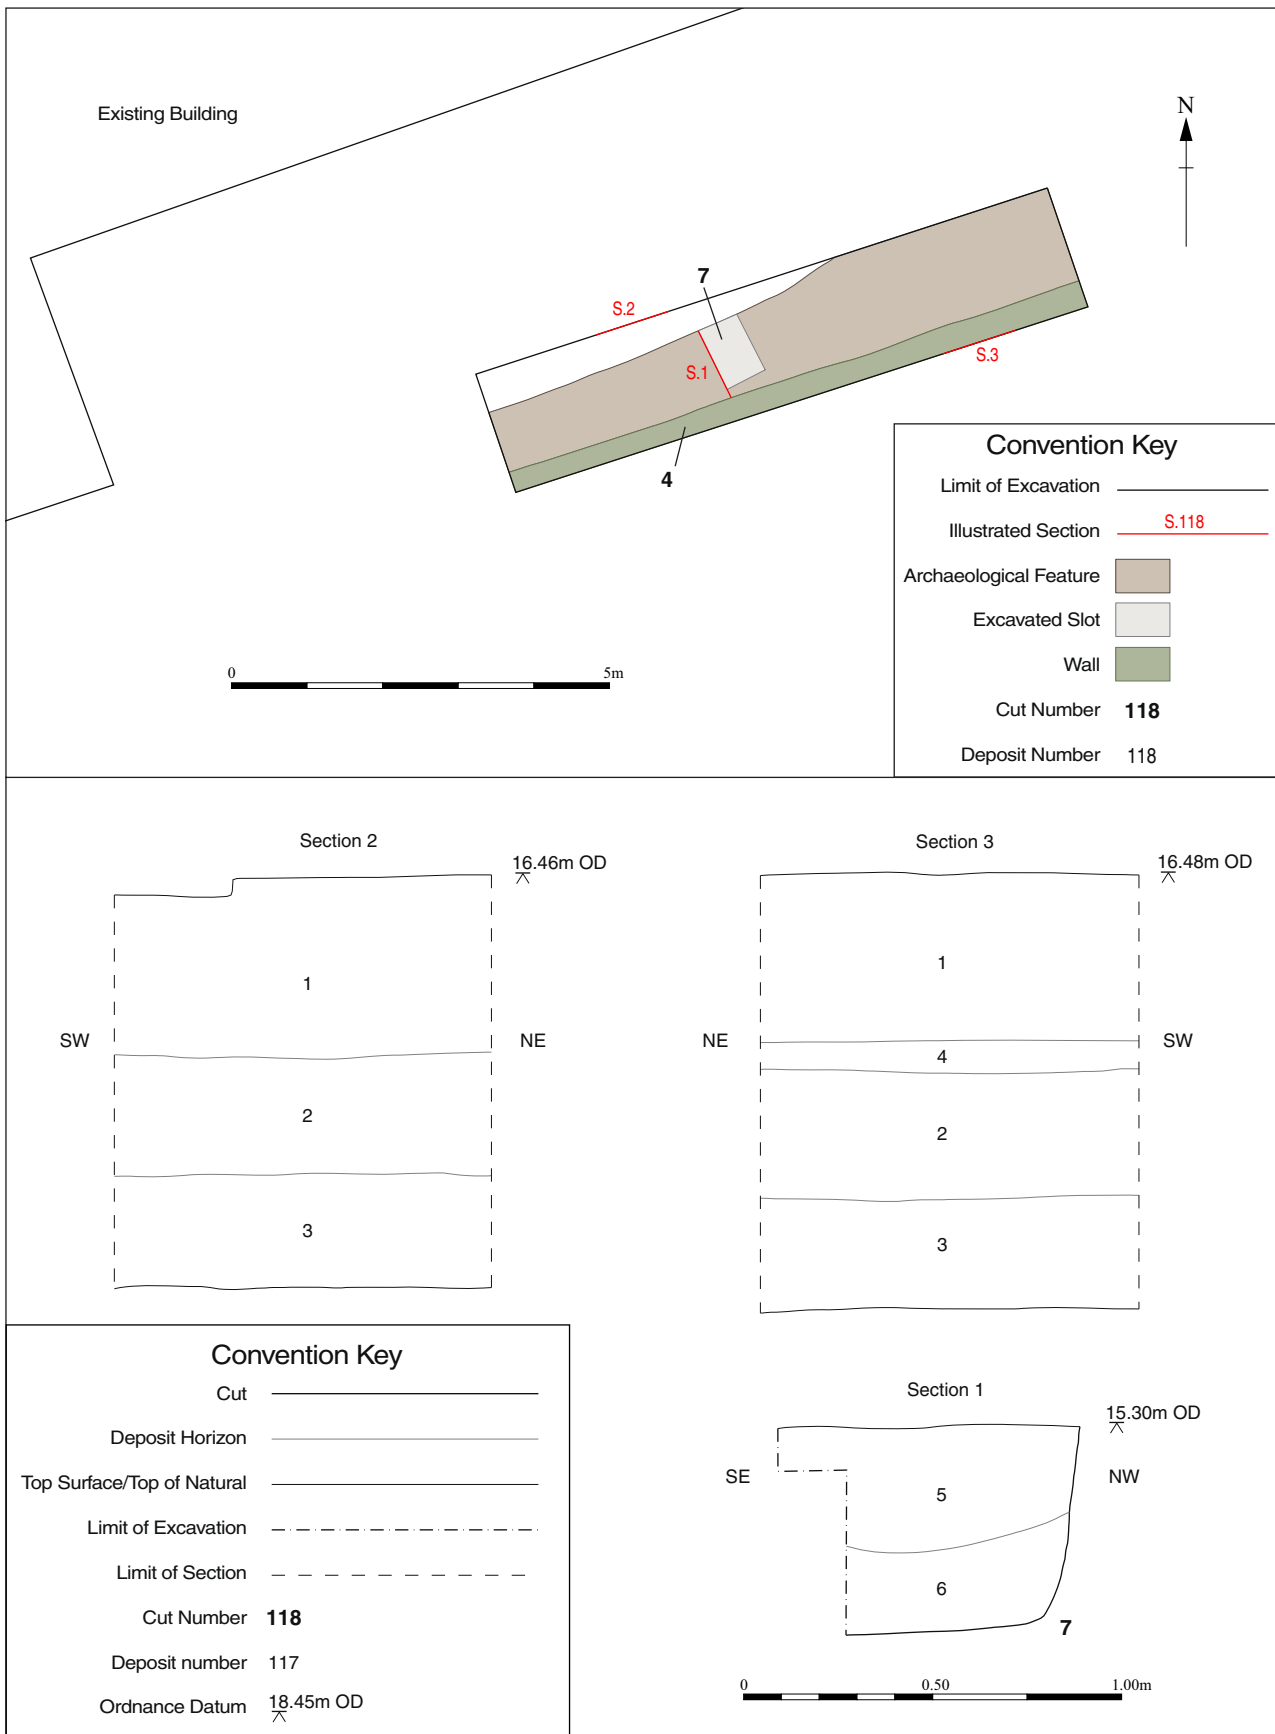 Existing Building
N
7
S.2
S.1
S.3
4
0 5m
Convention Key
Limit of Excavation
Illustrated Section S.118
Archaeological Feature
Excavated Slot
Wall
Cut Number 118
Deposit Number 118
Section 2
16.46m OD
1
SW NE
2
3
Section 3
16.48m OD
1
NE SW
4
2
3
Convention Key
Cut
Deposit Horizon
Top Surface/Top of Natural
Limit of Excavation
Limit of Section
Cut Number 118
Deposit number 117
Ordnance Datum 18.45m OD
Section 1
15.30m OD
SE NW
5
6
7
0 0.50 1.00m